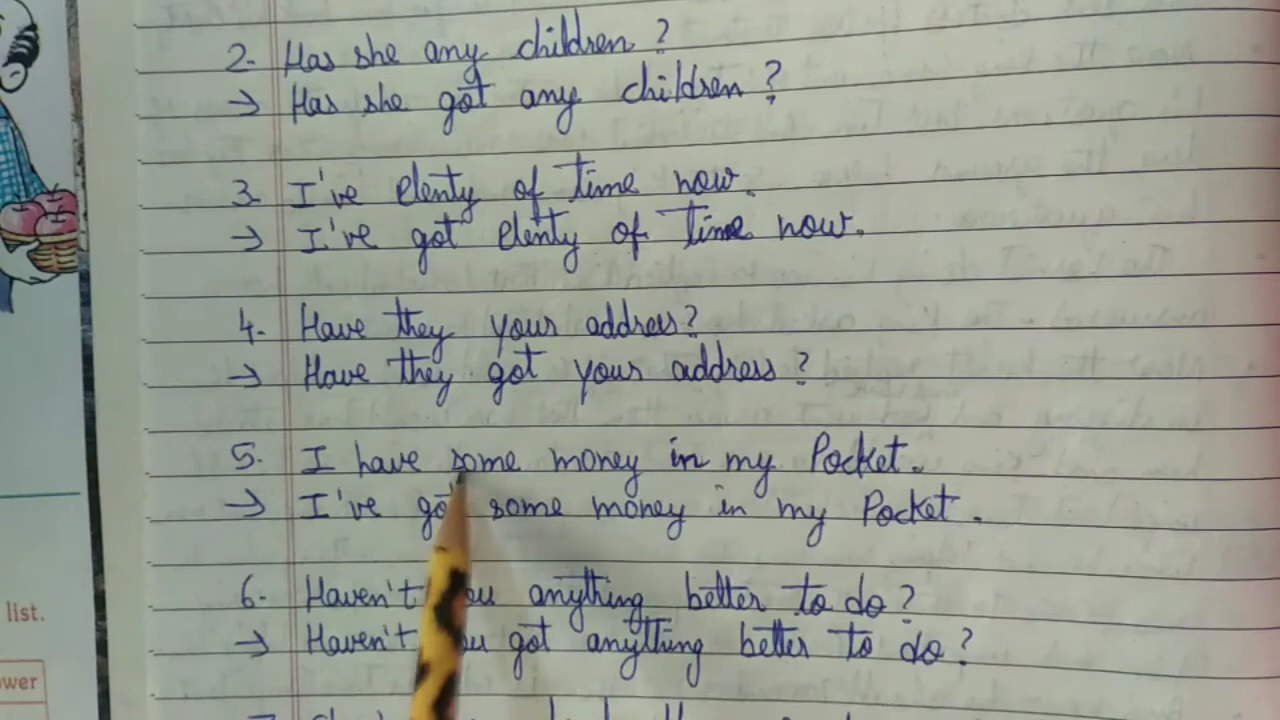 2. Has she any children?
→ Has she got any children?
3. I've plenty of time now.
→ I've got plenty of time now.
4. Have they your address?
→ Have they got your address?
5. I have some money in my Pocket.
→ I've got some money in my Pocket.
6. Haven't anything better to do?
→ Haven't got anything better to do?
list.